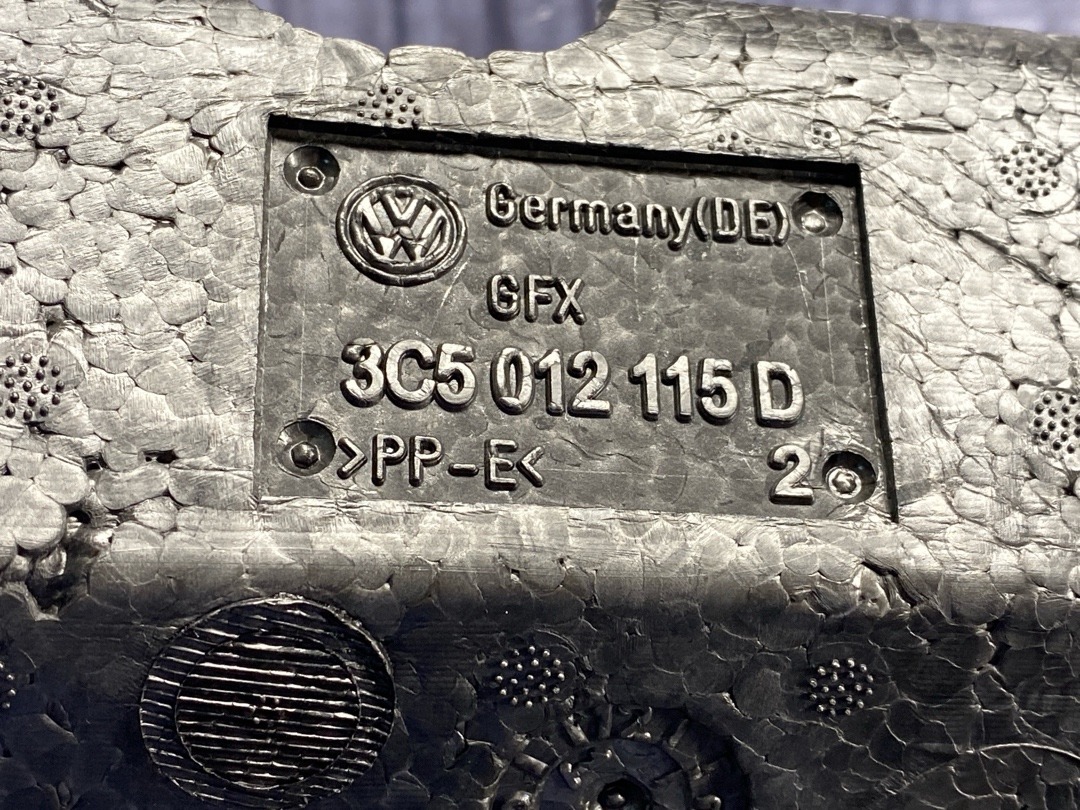 Germany(DE)
GFX
3C5 012 115 D
>PP-E<
2